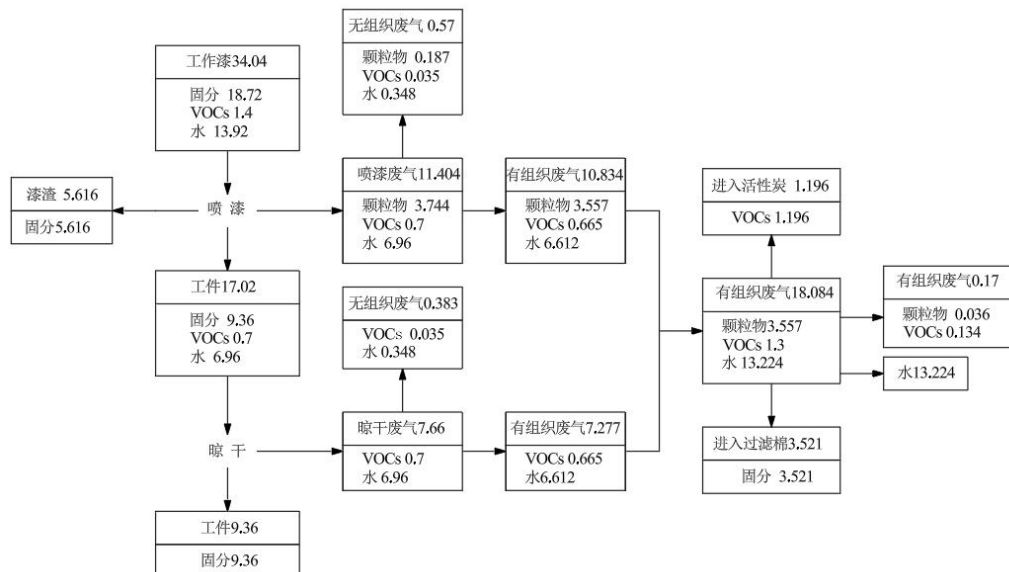 无组织废气 0.57
颗粒物 0.187
VOCs 0.035
水 0.348
工作漆34.04
固分 18.72
VOCs 1.4
水 13.92
漆渣 5.616
固分5.616
喷 漆
喷漆废气11.404
颗粒物 3.744
VOCs 0.7
水 6.96
有组织废气10.834
颗粒物 3.557
VOCs 0.665
水 6.612
进入活性炭 1.196
VOCs 1.196
工件17.02
固分 9.36
VOCs 0.7
水 6.96
无组织废气0.383
VOCs 0.035
水 0.348
有组织废气18.084
颗粒物3.557
VOCs 1.3
水 13.224
有组织废气0.17
颗粒物 0.036
VOCs 0.134
水13.224
晾 干
晾干废气7.66
VOCs 0.7
水 6.96
有组织废气7.277
VOCs 0.665
水6.612
进入过滤棉3.521
固分 3.521
工件9.36
固分9.36